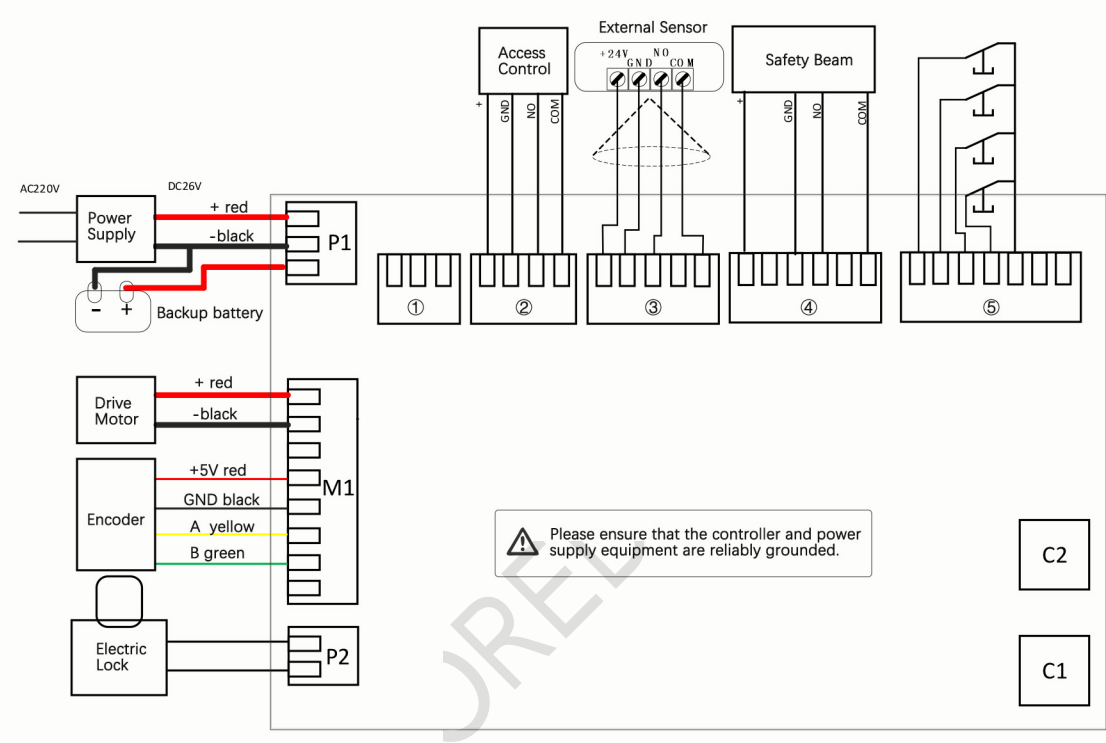 External Sensor
Access
Control
+24V
GND
NO
COM
Safety Beam
+
GND
NO
COM
+
GND
NO
COM
AC220V
DC26V
Power
Supply
+ red
-black
P1
- +
Backup battery
①
②
③
④
⑤
Drive
Motor
+ red
-black
Encoder
+5V red
GND black
A yellow
B green
M1
Please ensure that the controller and power
supply equipment are reliably grounded.
C2
Electric
Lock
P2
C1